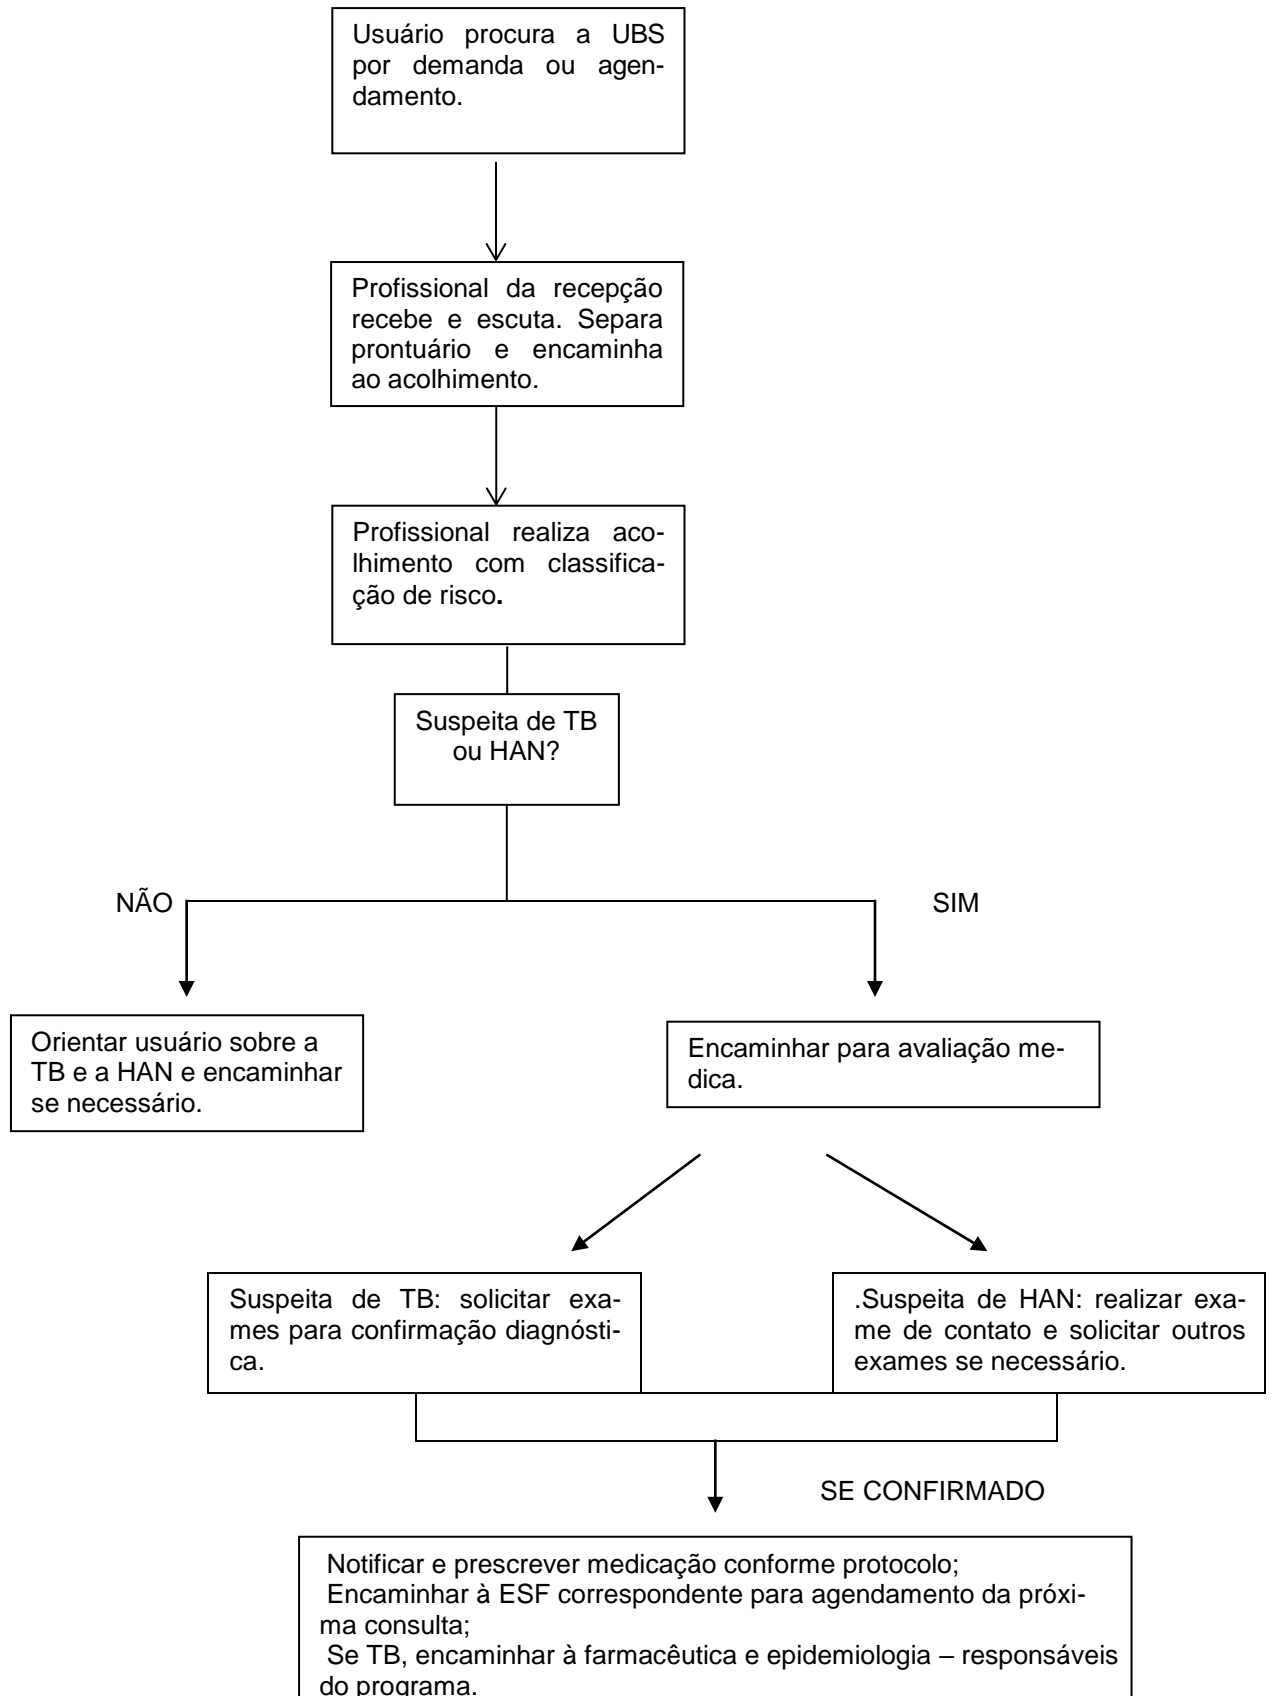 Usuário procura a UBS
por demanda ou agen-
damento.
Profissional da recepção
recebe e escuta. Separa
prontuário e encaminha
ao acolhimento.
Profissional realiza aco-
lhimento com classifica-
ção de risco.
Suspeita de TB
ou HAN?
NÃO
SIM
Orientar usuário sobre a
TB e a HAN e encaminhar
se necessário.
Encaminhar para avaliação me-
dica.
Suspeita de TB: solicitar exa-
mes para confirmação diagnósti-
ca.
.Suspeita de HAN: realizar exa-
me de contato e solicitar outros
exames se necessário.
SE CONFIRMADO
Notificar e prescrever medicação conforme protocolo;
Encaminhar à ESF correspondente para agendamento da próxi-
ma consulta;
Se TB, encaminhar à farmacêutica e epidemiologia – responsáveis
do programa.